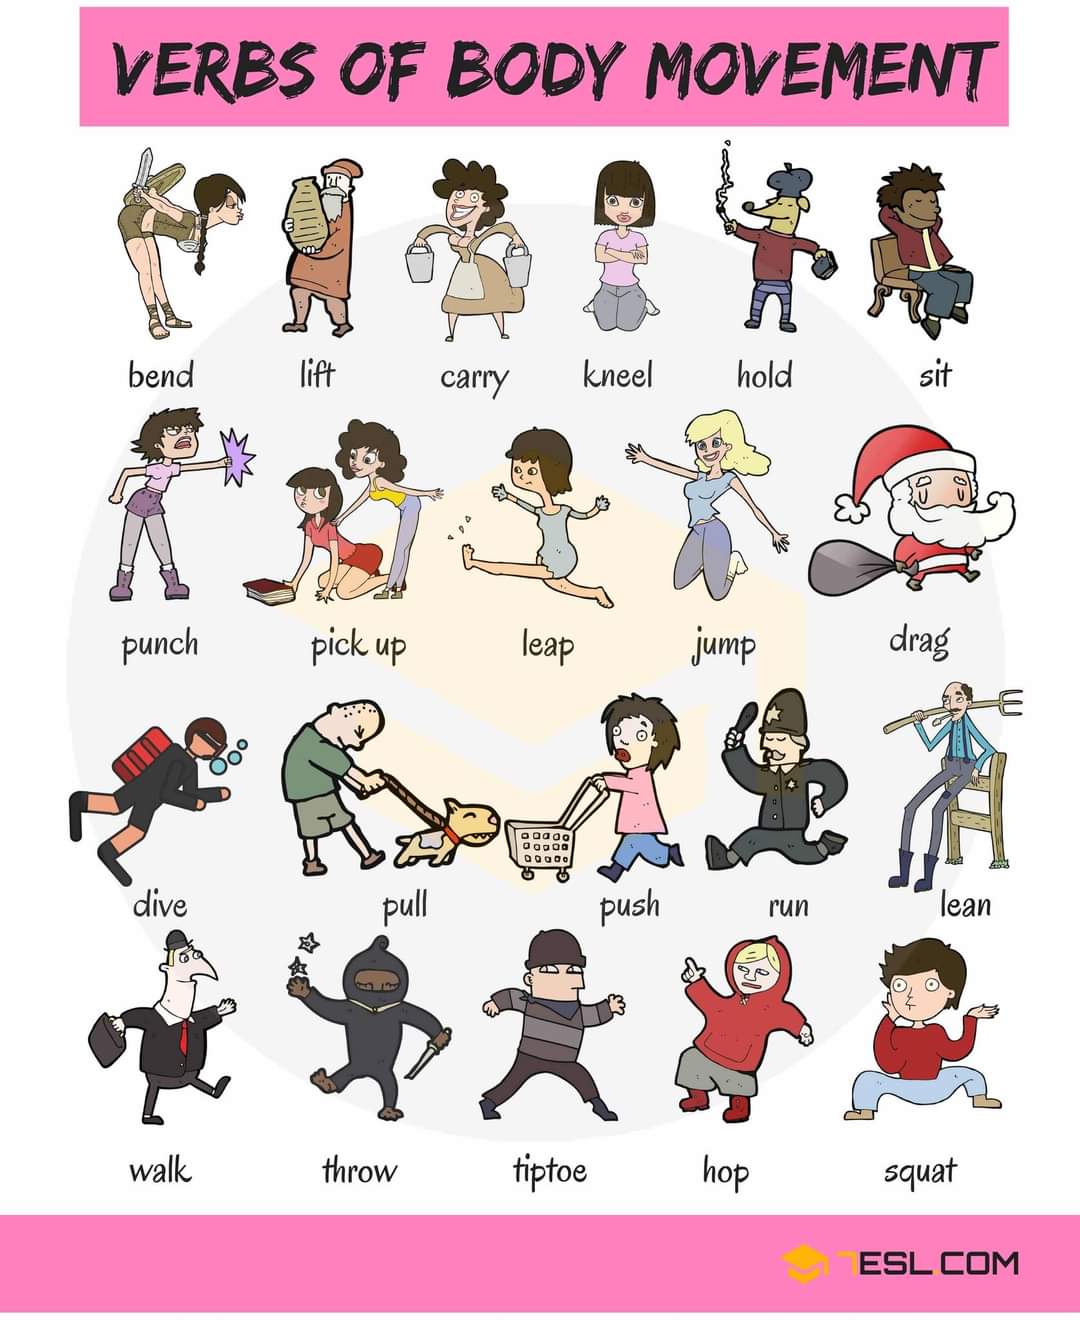 VERBS OF BODY MOVEMENT
bend lift carry kneel hold sit
punch pick up leap jump drag
dive pull push run lean
walk throw tiptoe hop squat
7ESL.COM